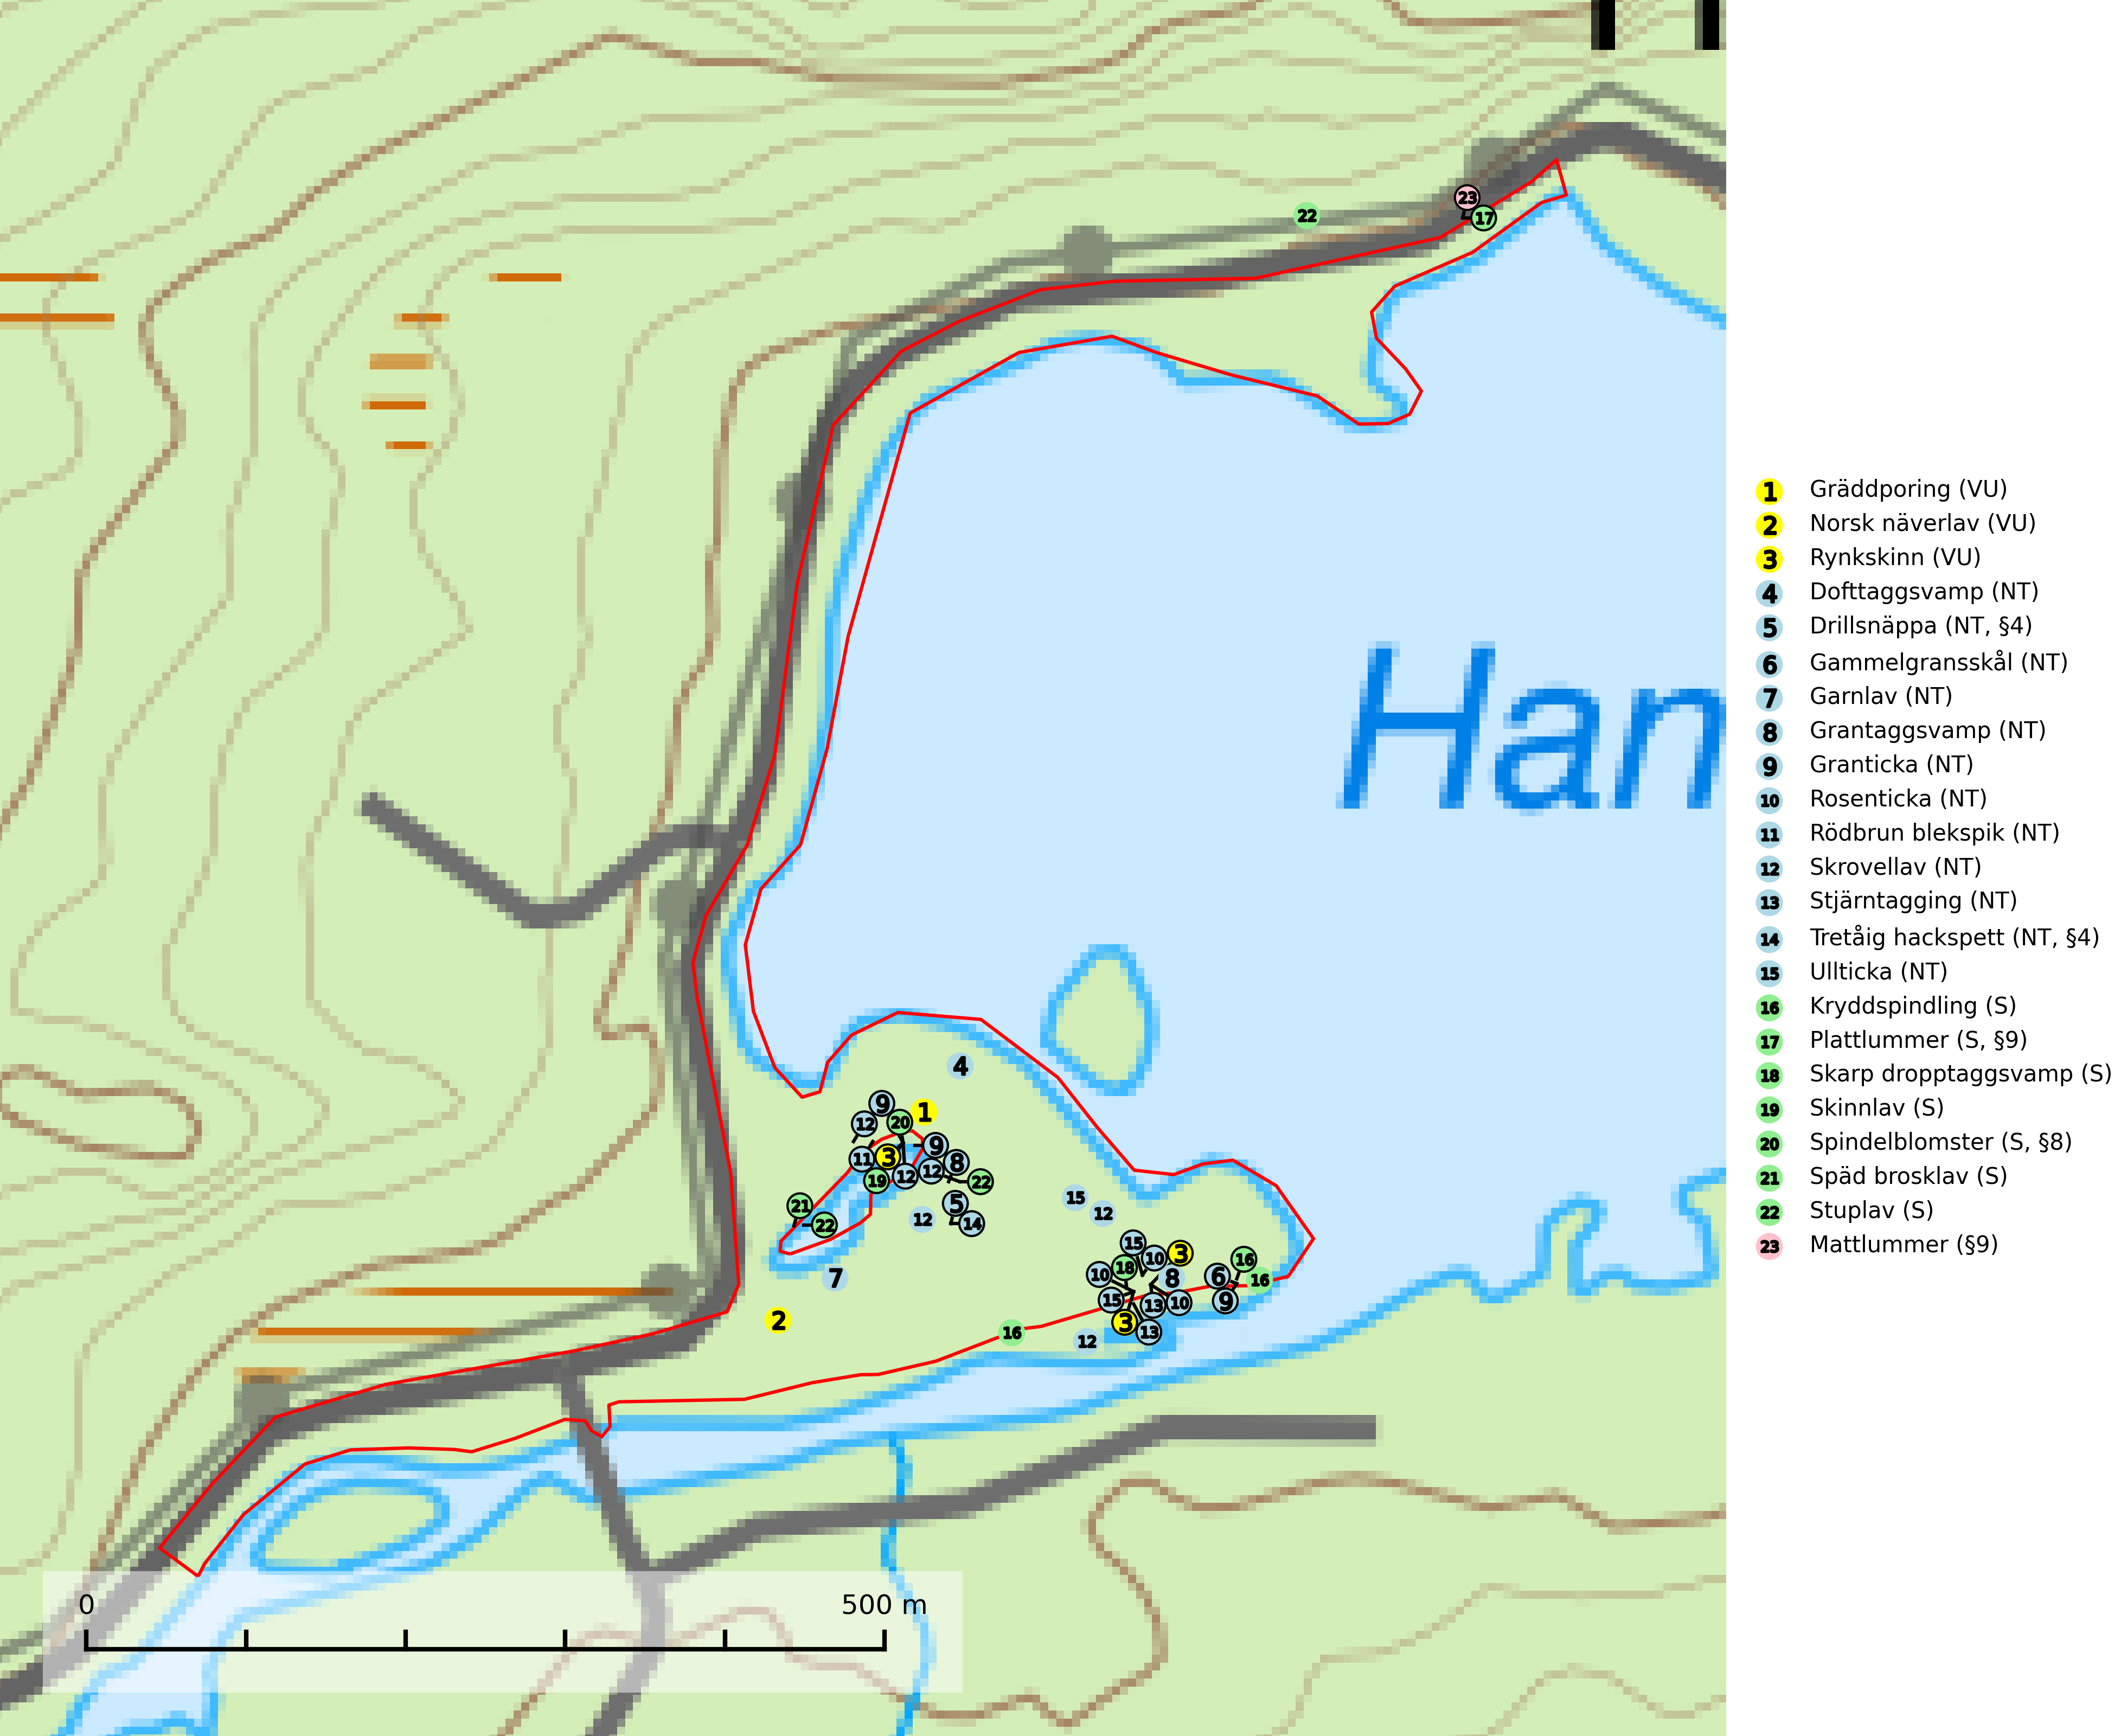 23
22
17
Han
4
9
1
12
20
9
11
3
8
12
12
19
22
21
5
15
12
22
12
14
15
10
3
16
10
18
8
6
16
7
15
13
10
9
2
3
13
16
12
0
500 m
1 Gräddporing (VU)
2 Norsk näverlav (VU)
3 Rynkskinn (VU)
4 Dofttaggsvamp (NT)
5 Drillsnäppa (NT, §4)
6 Gammelgransskål (NT)
7 Garnlav (NT)
8 Grantaggsvamp (NT)
9 Granticka (NT)
10 Rosenticka (NT)
11 Rödbrun blekspik (NT)
12 Skrovellav (NT)
13 Stjärntagging (NT)
14 Tretåig hackspett (NT, §4)
15 Ullticka (NT)
16 Kryddspindling (S)
17 Plattlummer (S, §9)
18 Skarp dropptaggsvamp (S)
19 Skinnlav (S)
20 Spindelblomster (S, §8)
21 Späd brosklav (S)
22 Stuplav (S)
23 Mattlummer (§9)